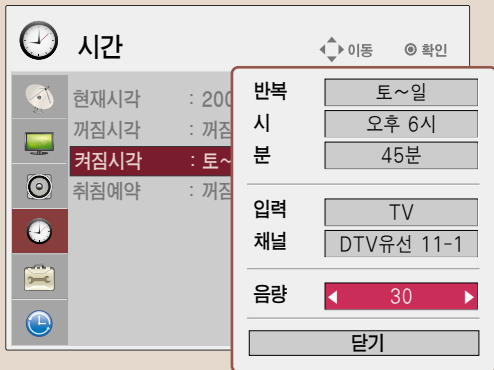 시간
이동 확인
현재시각 : 200
꺼짐시각 : 꺼짐
켜짐시각 : 토~
취침예약 : 꺼짐
반복 토~일
시 오후 6시
분 45분
입력 TV
채널 DTV유선 11-1
음량 30
닫기